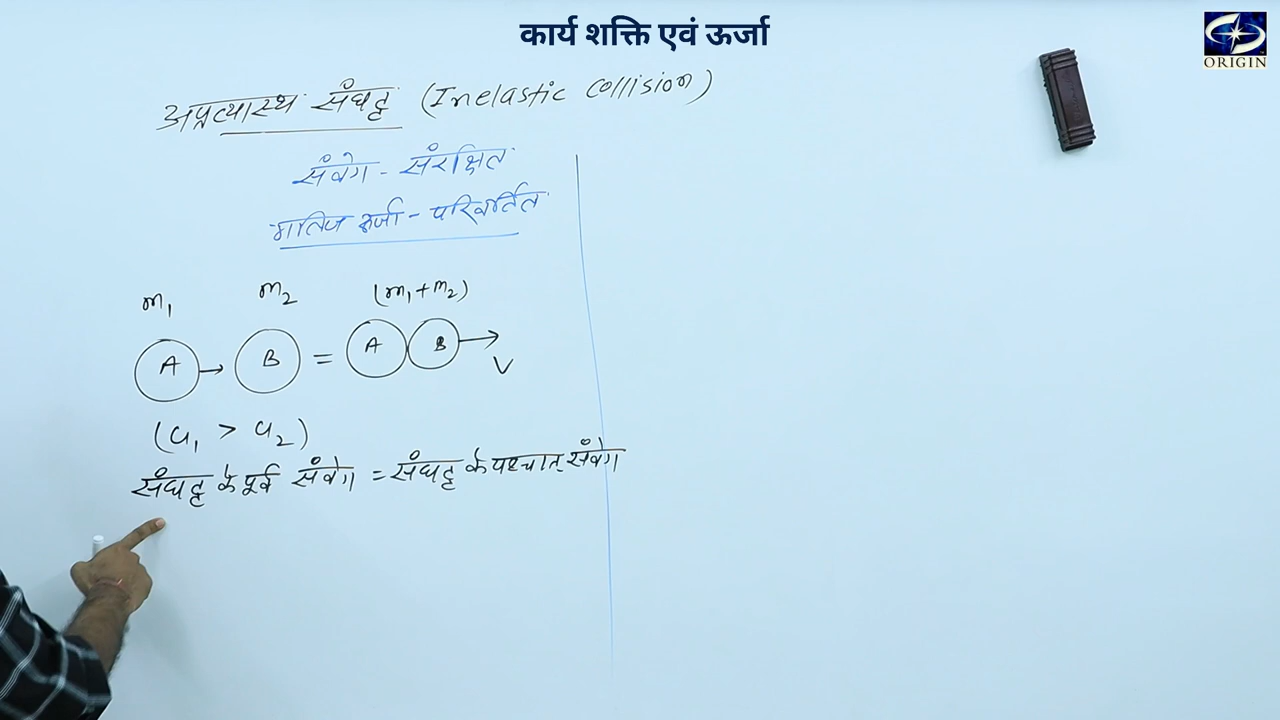 कार्य शक्ति एवं ऊर्जा
ORIGIN
अप्रत्यास्थ संघट्ट (Inelastic Collision)
संवेग - संरक्षित
गतिज ऊर्जा - परिवर्तित
m₁ m₂ (m₁+m₂)
A → B = A B → V
(u₁ > u₂)
संघट्ट के पूर्व संवेग = संघट्ट के पश्चात् संवेग